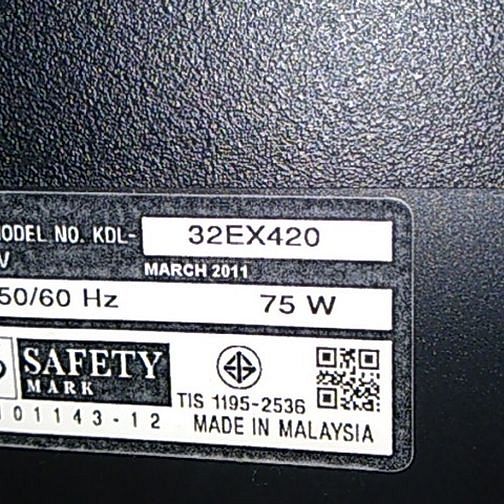 MODEL NO. KDL- 32EX420
V MARCH 2011
50/60 Hz 75 W
SAFETY
MARK
TIS 1195-2536
01143-12 MADE IN MALAYSIA